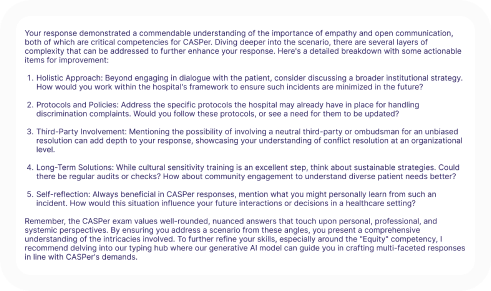 Your response demonstrated a commendable understanding of the importance of empathy and open communication,
both of which are critical competencies for CASPer. Diving deeper into the scenario, there are several layers of
complexity that can be addressed to further enhance your response. Here's a detailed breakdown with some actionable
items for improvement:
1. Holistic Approach: Beyond engaging in dialogue with the patient, consider discussing a broader institutional strategy.
How would you work within the hospital's framework to ensure such incidents are minimized in the future?
2. Protocols and Policies: Address the specific protocols the hospital may already have in place for handling
discrimination complaints. Would you follow these protocols, or see a need for them to be updated?
3. Third-Party Involvement: Mentioning the possibility of involving a neutral third-party or ombudsman for an unbiased
resolution can add depth to your response, showcasing your understanding of conflict resolution at an organizational
level.
4. Long-Term Solutions: While cultural sensitivity training is an excellent step, think about sustainable strategies. Could
there be regular audits or checks? How about community engagement to understand diverse patient needs better?
5. Self-reflection: Always beneficial in CASPer responses, mention what you might personally learn from such an
incident. How would this situation influence your future interactions or decisions in a healthcare setting?
Remember, the CASPer exam values well-rounded, nuanced answers that touch upon personal, professional, and
systemic perspectives. By ensuring you address a scenario from these angles, you present a comprehensive
understanding of the intricacies involved. To further refine your skills, especially around the "Equity" competency, I
recommend delving into our typing hub where our generative AI model can guide you in crafting multi-faceted responses
in line with CASPer's demands.